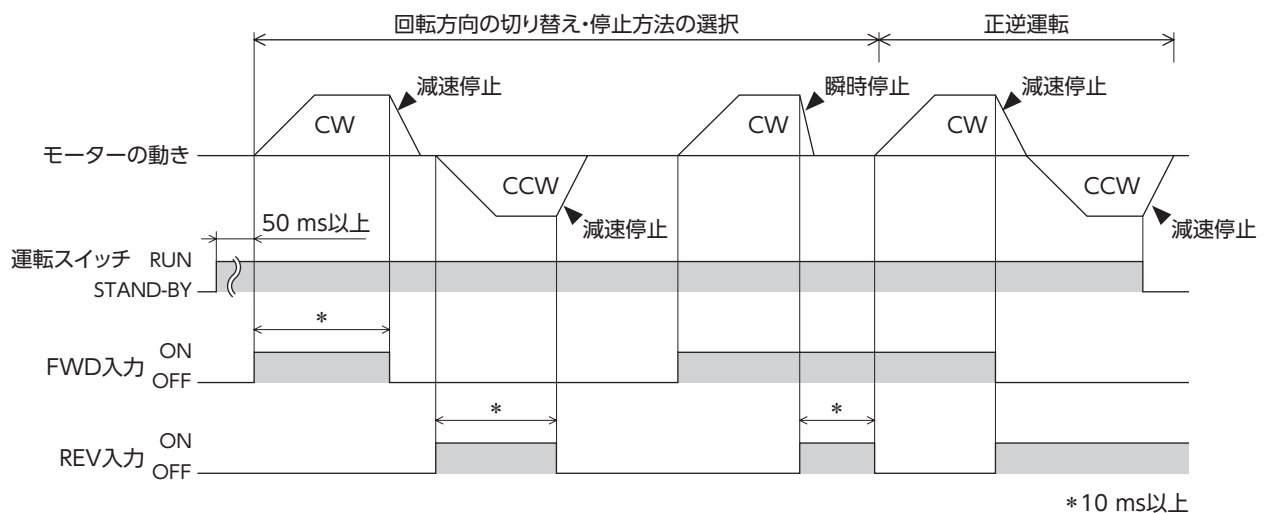 回転方向の切り替え・停止方法の選択
正逆運転
減速停止
瞬時停止
減速停止
CW
CW
CW
モーターの動き
CCW
CCW
減速停止
減速停止
50 ms以上
運転スイッチ RUN
STAND-BY
*
FWD入力 ON
OFF
*
*
REV入力 ON
OFF
*10 ms以上